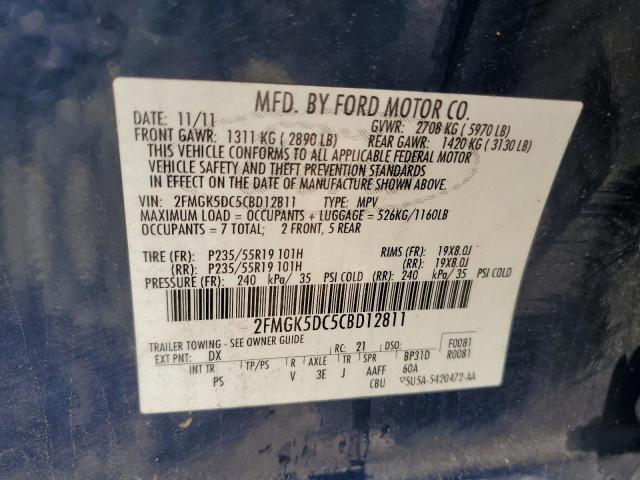 MFD. BY FORD MOTOR CO.
DATE: 11/11 GVWR: 2708 KG ( 5970 LB)
FRONT GAWR: 1311 KG ( 2890 LB) REAR GAWR: 1420 KG ( 3130 LB)
THIS VEHICLE CONFORMS TO ALL APPLICABLE FEDERAL MOTOR
VEHICLE SAFETY AND THEFT PREVENTION STANDARDS
IN EFFECT ON THE DATE OF MANUFACTURE SHOWN ABOVE.
VIN: 2FMGK5DC5CBD12811 TYPE: MPV
MAXIMUM LOAD = OCCUPANTS + LUGGAGE = 526KG/1160LB
OCCUPANTS = 7 TOTAL; 2 FRONT, 5 REAR
TIRE (FR): P235/55R19 101H RIMS (FR): 19X8.0J
(RR): P235/55R19 101H (RR): 19X8.0J
PRESSURE (FR): 240 kPa/ 35 PSI COLD (RR): 240 kPa/ 35 PSI COLD
2FMGK5DC5CBD12811
TRAILER TOWING - SEE OWNER GUIDE F0081
EXT PNT: DX RC: 21 DSO: R0081
INT TR TP/PS R AXLE TR SPR BP31D
PS V 3E J AAFF 60A
CBU 5U5A-5420472-AA